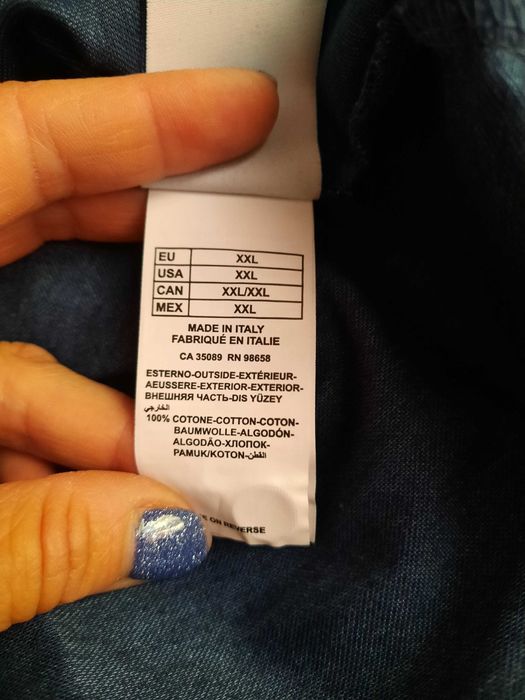 EU XXL
USA XXL
CAN XXL/XXL
MEX XXL
MADE IN ITALY
FABRIQUÉ EN ITALIE
CA 35089 RN 98658
ESTERNO-OUTSIDE-EXTÉRIEUR-
AEUSSERE-EXTERIOR-EXTERIOR-
ВНЕШНЯЯ ЧАСТЬ-DIS YÜZEY
الخارجي
100% COTONE-COTTON-COTON-
BAUMWOLLE-ALGODÓN-
ALGODÃO-ХЛОПОК-
PAMUK/KOTON-القطن
ON REVERSE